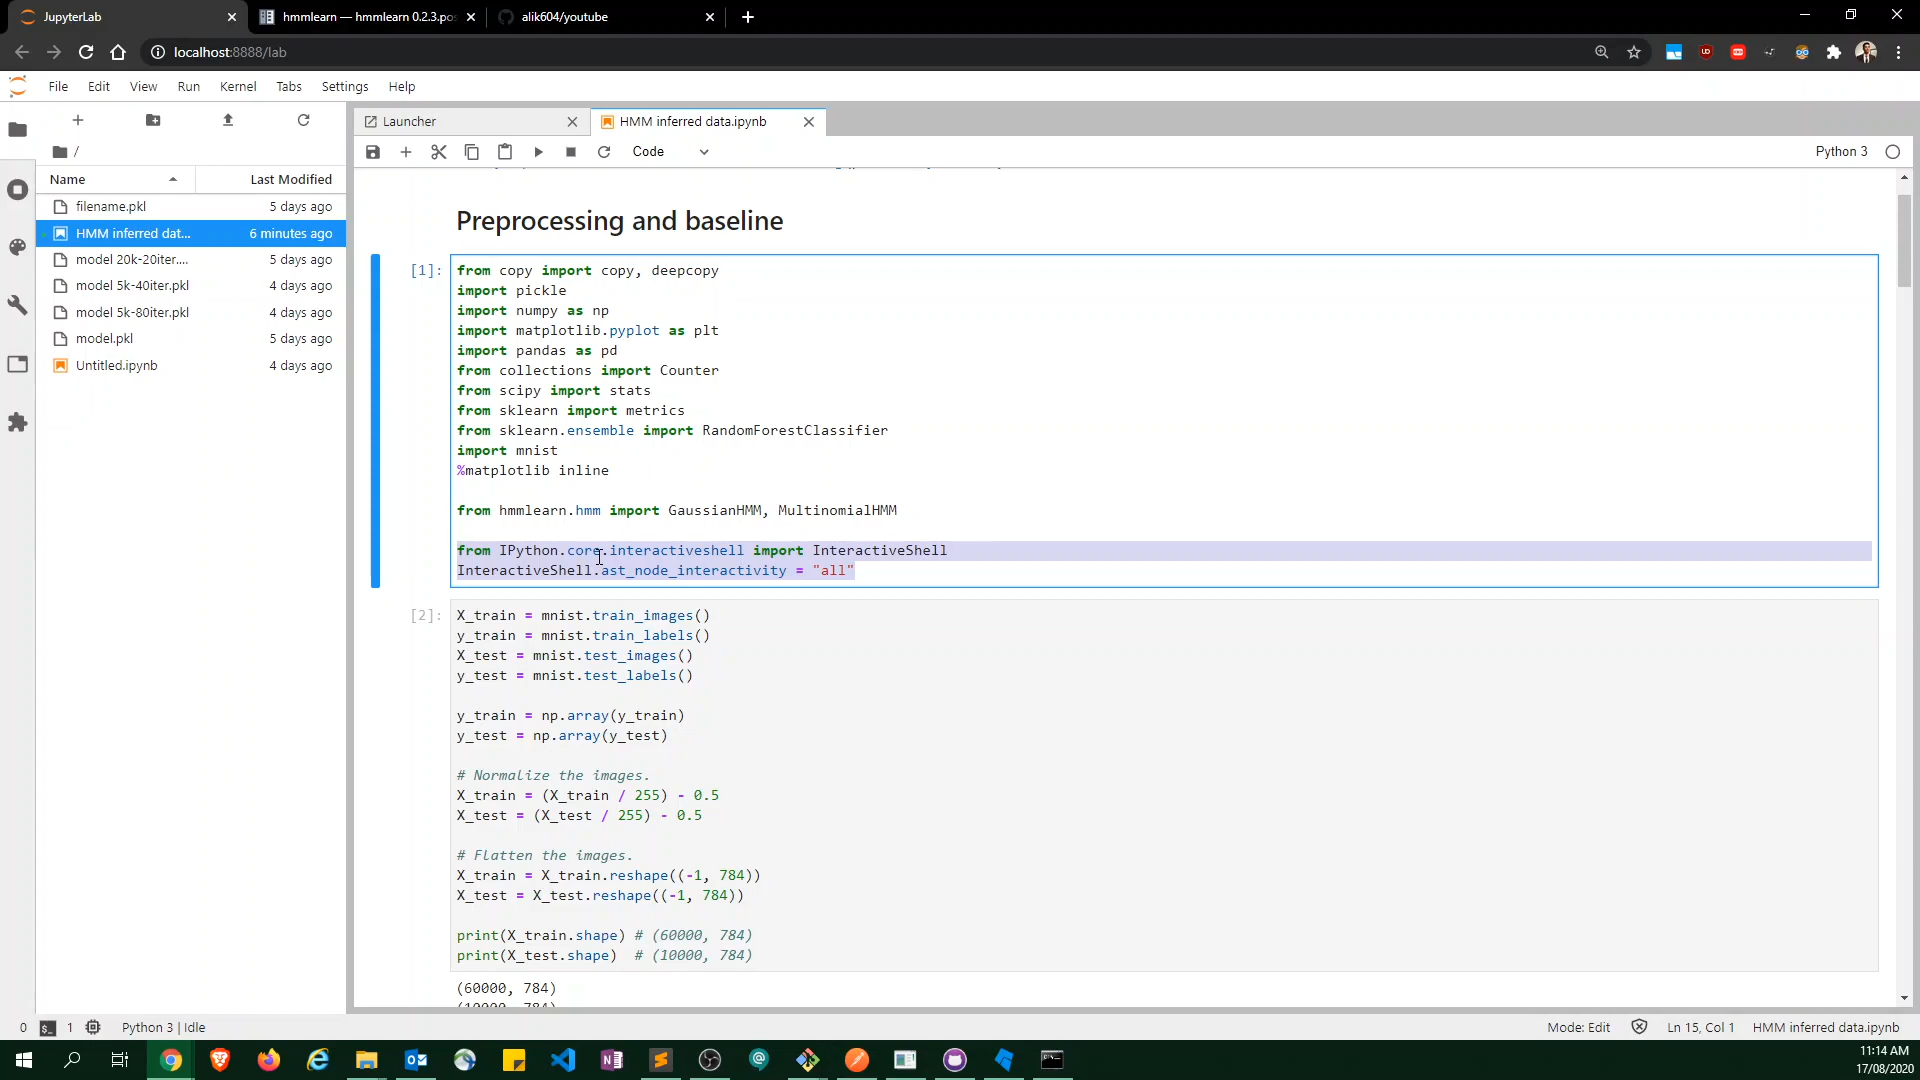 JupyterLab
hmmlearn — hmmlearn 0.2.3.pos
alik604/youtube
localhost:8888/lab
File Edit View Run Kernel Tabs Settings Help
Launcher
HMM inferred data.ipynb
/
Code
Python 3
Name
Last Modified
filename.pkl 5 days ago
HMM inferred dat... 6 minutes ago
model 20k-20iter.... 5 days ago
model 5k-40iter.pkl 4 days ago
model 5k-80iter.pkl 4 days ago
model.pkl 5 days ago
Untitled.ipynb 4 days ago
Preprocessing and baseline
[1]:
from copy import copy, deepcopy
import pickle
import numpy as np
import matplotlib.pyplot as plt
import pandas as pd
from collections import Counter
from scipy import stats
from sklearn import metrics
from sklearn.ensemble import RandomForestClassifier
import mnist
%matplotlib inline
from hmmlearn.hmm import GaussianHMM, MultinomialHMM
from IPython.core.interactiveshell import InteractiveShell
InteractiveShell.ast_node_interactivity = "all"
[2]:
X_train = mnist.train_images()
y_train = mnist.train_labels()
X_test = mnist.test_images()
y_test = mnist.test_labels()
y_train = np.array(y_train)
y_test = np.array(y_test)
# Normalize the images.
X_train = (X_train / 255) - 0.5
X_test = (X_test / 255) - 0.5
# Flatten the images.
X_train = X_train.reshape((-1, 784))
X_test = X_test.reshape((-1, 784))
print(X_train.shape) # (60000, 784)
print(X_test.shape)  # (10000, 784)
(60000, 784)
0
1
Python 3 | Idle
Mode: Edit
Ln 15, Col 1
HMM inferred data.ipynb
11:14 AM
17/08/2020